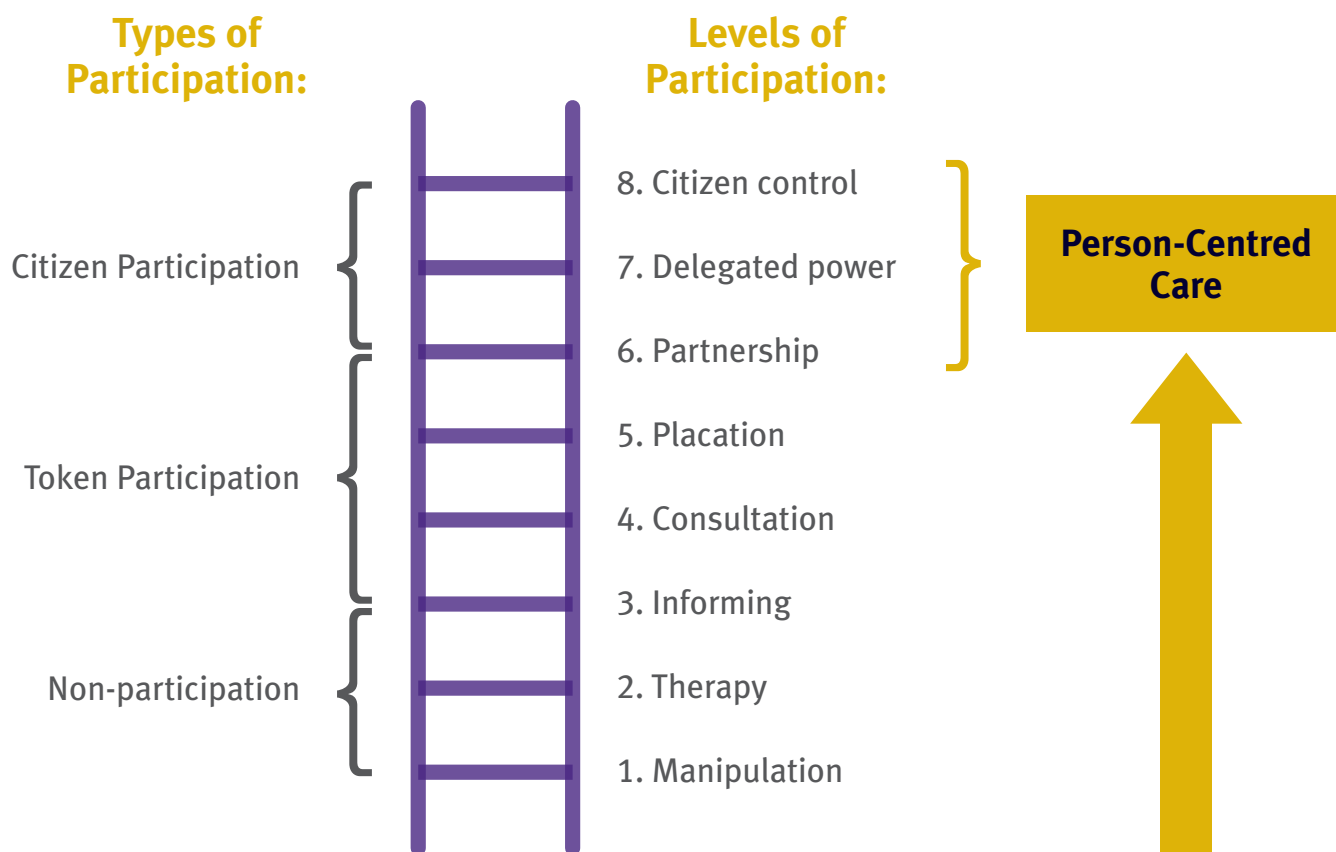 Types of
Participation:
Levels of
Participation:
Citizen Participation
Token Participation
Non-participation
8. Citizen control
7. Delegated power
6. Partnership
5. Placation
4. Consultation
3. Informing
2. Therapy
1. Manipulation
Person-Centred
Care